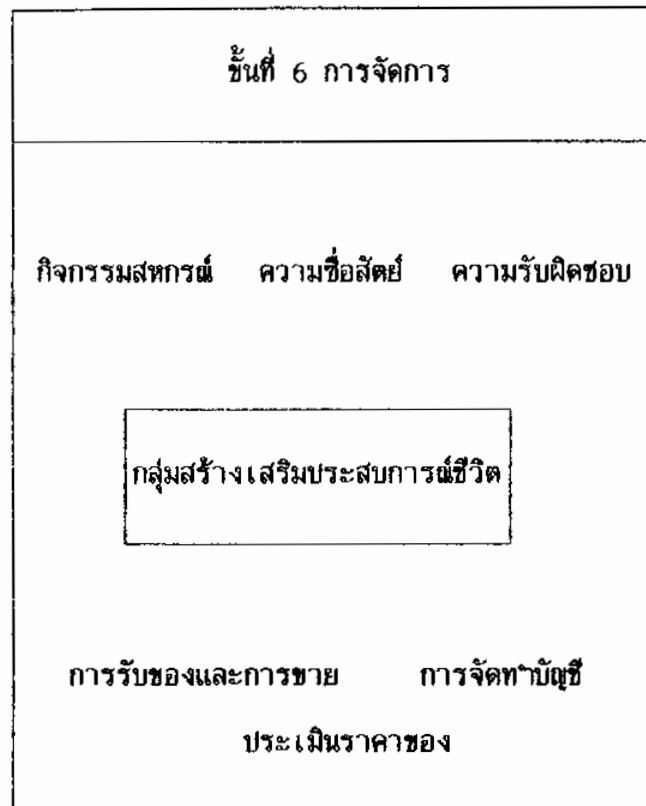 ขั้นที่ 6 การจัดการ
กิจกรรมสหกรณ์ ความซื่อสัตย์ ความรับผิดชอบ
กลุ่มสร้างเสริมประสบการณ์ชีวิต
การรับของและการขาย การจัดทำบัญชี
ประเมินราคาของ